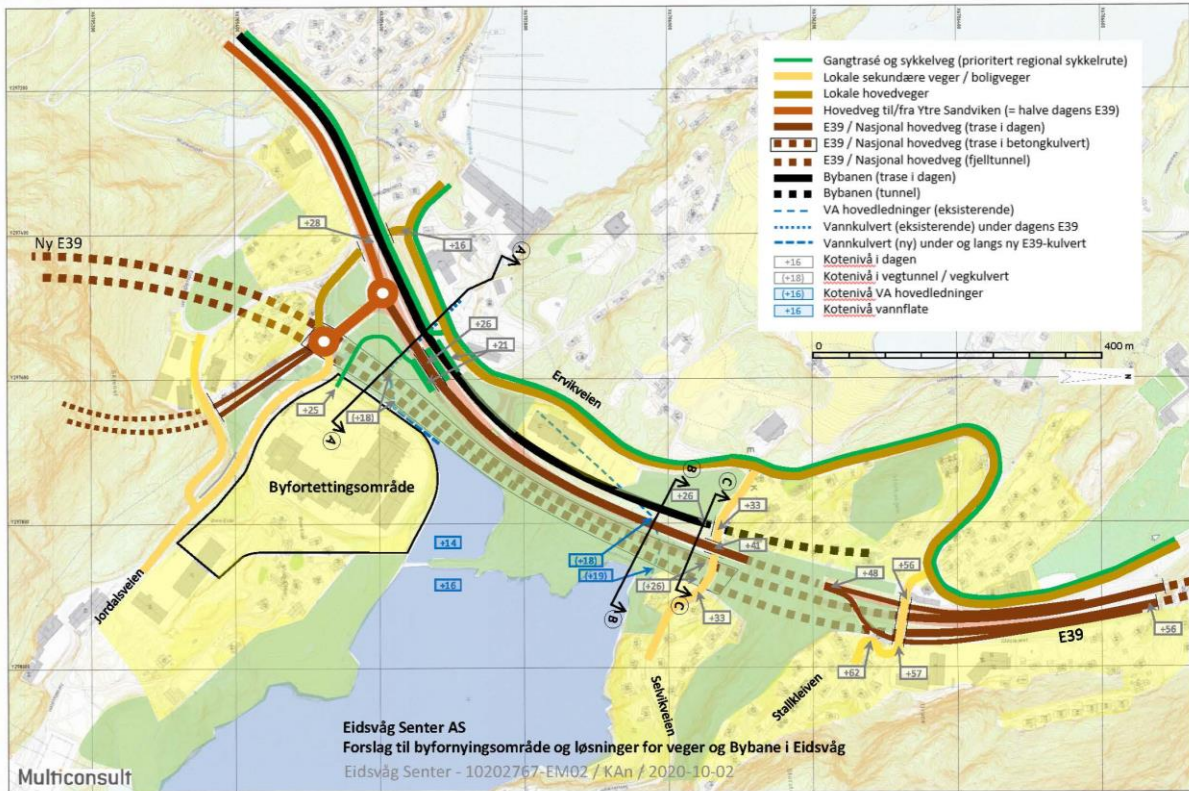 Gangtrasé og sykkelveg (prioritert regional sykkelrute)
Lokale sekundære veger / boligveger
Lokale hovedveger
Hovedveg til/fra Ytre Sandviken (= halve dagens E39)
E39 / Nasjonal hovedveg (trase i dagen)
E39 / Nasjonal hovedveg (trase i betongkulvert)
E39 / Nasjonal hovedveg (fjelltunnel)
Bybanen (trase i dagen)
Bybanen (tunnel)
VA hovedledninger (eksisterende)
Vannkulvert (eksisterende) under dagens E39
Vannkulvert (ny) under og langs ny E39-kulvert
+16 Kotenivå i dagen
(+18) Kotenivå i vegtunnel / vegkulvert
(+16) Kotenivå VA hovedledninger
+16 Kotenivå vannflate
0 400 m
N
Ny E39
+28
+16
A
+26
+21
+25
(+18)
A
Ervikveien
m
Byfortettingsområde
B
C
+26
+33
+41
+14
+16
(+18)
(+19)
(+26)
C
+33
B
+48
+56
+56
E39
+62
+57
Jordalsveien
Selvikveien
Stallkleiven
Eidsvåg Senter AS
Forslag til byfornyingsområde og løsninger for veger og Bybane i Eidsvåg
Eidsvåg Senter - 10202767-EM02 / KAn / 2020-10-02
Multiconsult